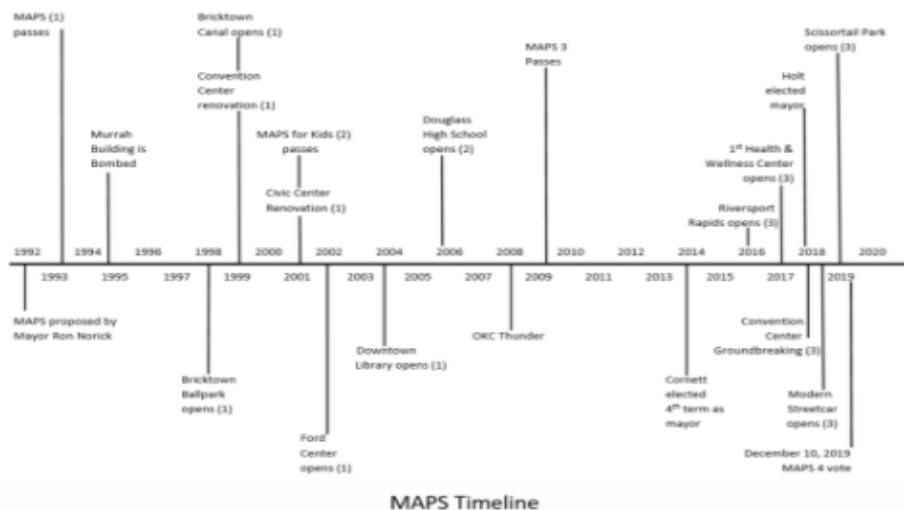 MAPS (1)
passes
Bricktown
Canal opens (1)
Scissortail Park
opens (3)
MAPS 3
Passes
Convention
Center
renovation (1)
Holt
elected
mayor
Murrah
Building is
Bombed
MAPS for Kids (2)
passes
Douglass
High School
opens (2)
1st Health &
Wellness Center
opens (3)
Civic Center
Renovation (1)
Riversport
Rapids opens (3)
1992 1994 1996 1998 2000 2002 2004 2006 2008 2010 2012 2014 2016 2018 2020
1993 1995 1997 1999 2001 2003 2005 2007 2009 2011 2013 2015 2017 2019
MAPS proposed by
Mayor Ron Norick
OKC Thunder
Convention
Center
Groundbreaking (3)
Downtown
Library opens (1)
Bricktown
Ballpark
opens (1)
Cornett
elected
4th term as
mayor
Modern
Streetcar
opens (3)
Ford
Center
opens (1)
December 10, 2019
MAPS 4 vote
MAPS Timeline